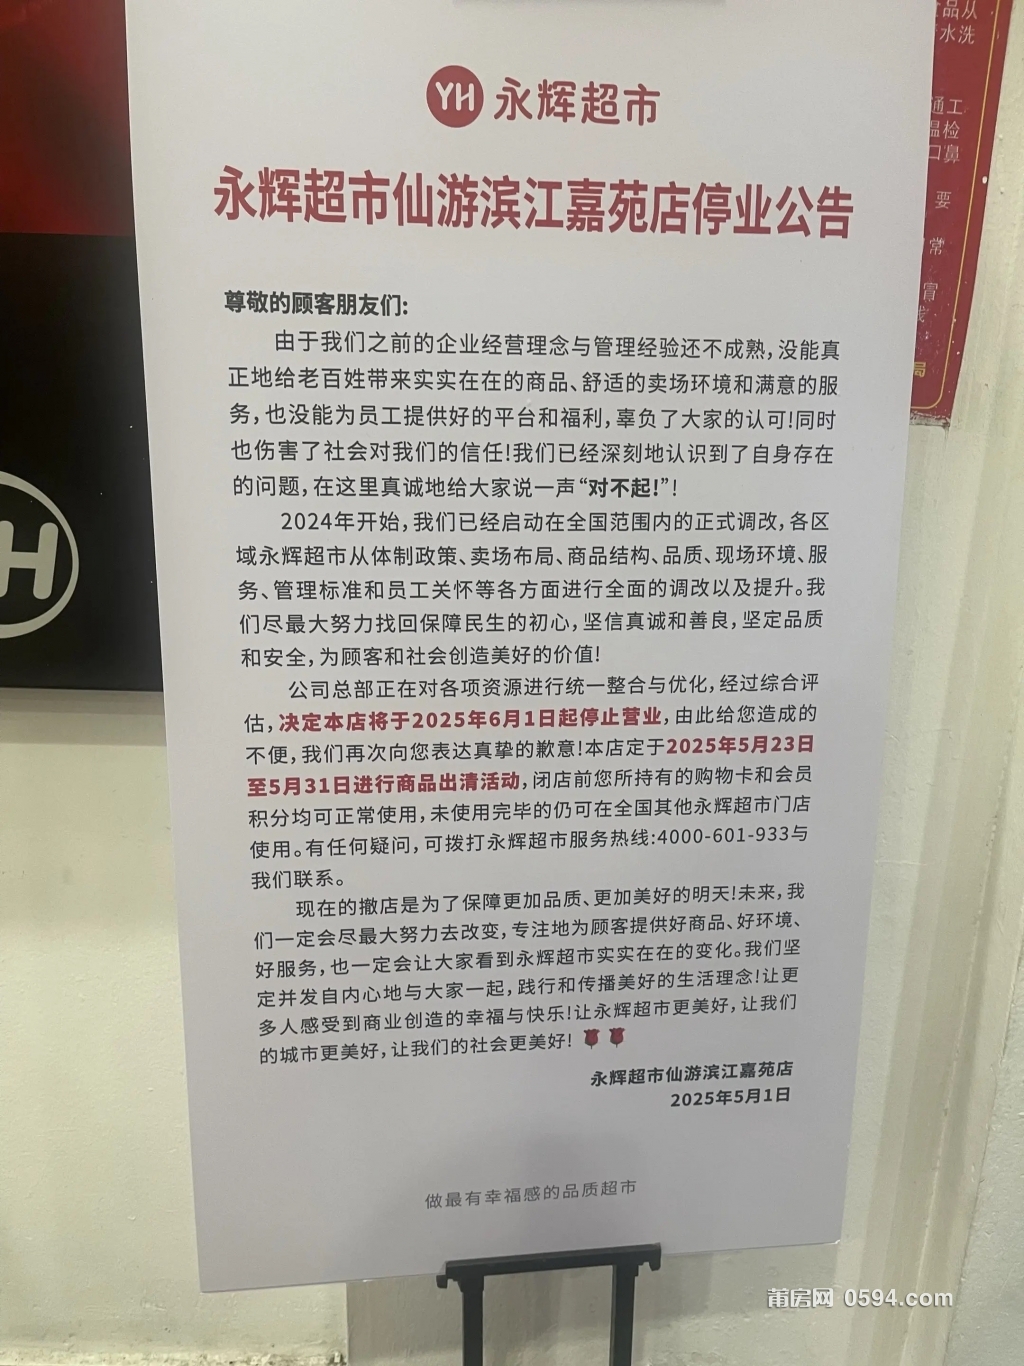 YH 永辉超市
永辉超市仙游滨江嘉苑店停业公告
尊敬的顾客朋友们:
由于我们之前的企业经营理念与管理经验还不成熟,没能真
正地给老百姓带来实实在在的商品、舒适的卖场环境和满意的服
务,也没能为员工提供好的平台和福利,辜负了大家的认可!同时
也伤害了社会对我们的信任!我们已经深刻地认识到了自身存在
的问题,在这里真诚地给大家说一声“对不起!”!
2024年开始,我们已经启动在全国范围内的正式调改,各区
域永辉超市从体制政策、卖场布局、商品结构、品质、现场环境、服
务、管理标准和员工关怀等各方面进行全面的调改以及提升。我
们尽最大努力找回保障民生的初心,坚信真诚和善良,坚定品质
和安全,为顾客和社会创造美好的价值!
公司总部正在对各项资源进行统一整合与优化,经过综合评
估,决定本店将于2025年6月1日起停止营业,由此给您造成的
不便,我们再次向您表达真挚的歉意!本店定于2025年5月23日
至5月31日进行商品出清活动,闭店前您所持有的购物卡和会员
积分均可正常使用,未使用完毕的仍可在全国其他永辉超市门店
使用。有任何疑问,可拨打永辉超市服务热线:4000-601-933与
我们联系。
现在的撤店是为了保障更加品质、更加美好的明天!未来,我
们一定会尽最大努力去改变,专注地为顾客提供好商品、好环境、
好服务,也一定会让大家看到永辉超市实实在在的变化。我们坚
定并发自内心地与大家一起,践行和传播美好的生活理念!让更
多人感受到商业创造的幸福与快乐!让永辉超市更美好,让我们
的城市更美好,让我们的社会更美好!
永辉超市仙游滨江嘉苑店
2025年5月1日
做最有幸福感的品质超市
H
品从
水洗
通工
温检
口鼻
要
常
冒
局
莆房网 0594.com